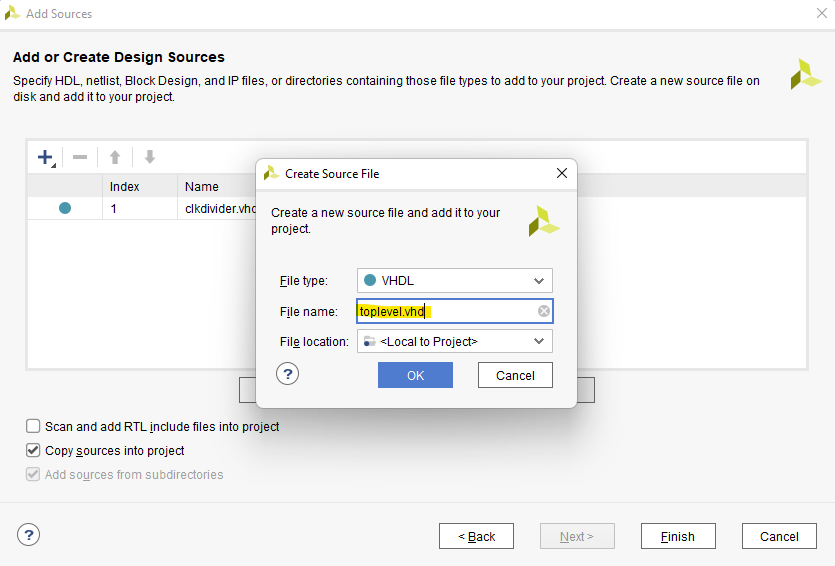 Add Sources
Add or Create Design Sources
Specify HDL, netlist, Block Design, and IP files, or directories containing those file types to add to your project. Create a new source file on
disk and add it to your project.
Index
Name
1
clkdivider.vhd
Create Source File
Create a new source file and add it to your
project.
File type:
VHDL
File name:
toplevel.vhd
File location:
<Local to Project>
?
OK
Cancel
Scan and add RTL include files into project
Copy sources into project
Add sources from subdirectories
?
< Back
Next >
Finish
Cancel